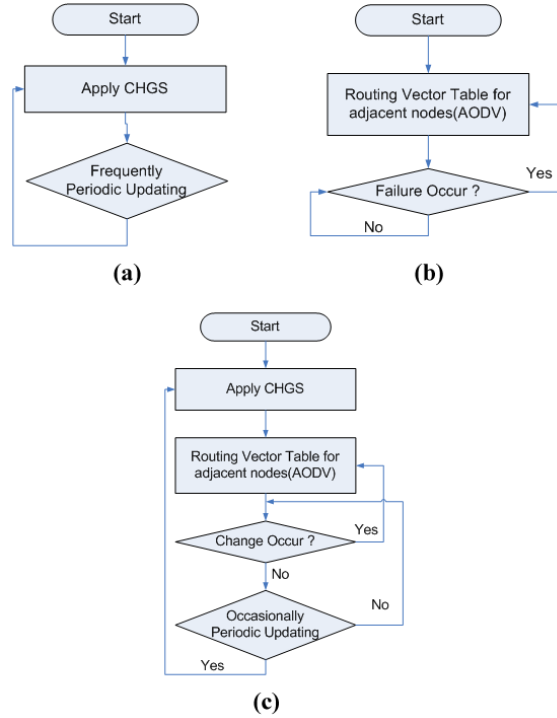 Start
Apply CHGS
Frequently
Periodic Updating
(a)
Start
Routing Vector Table for
adjacent nodes(AODV)
Failure Occur ?
Yes
No
(b)
Start
Apply CHGS
Routing Vector Table for
adjacent nodes(AODV)
Change Occur ?
Yes
No
Occasionally
Periodic Updating
No
Yes
(c)